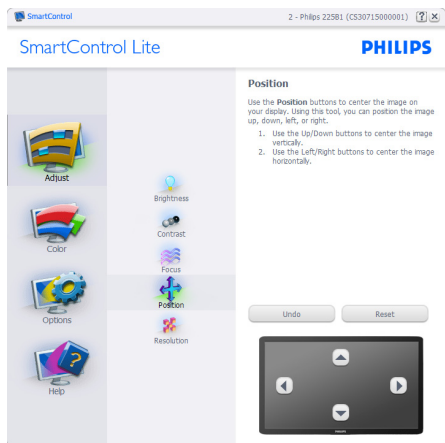 SmartControl
2 - Philips 225B1 (CS30715000001)
SmartControl Lite
PHILIPS
Adjust
Color
Options
Help
Brightness
Contrast
Focus
Position
Resolution
Position
Use the Position buttons to center the image on
your display. Using this tool, you can position the image
up, down, left, or right.
1. Use the Up/Down buttons to center the image
vertically.
2. Use the Left/Right buttons to center the image
horizontally.
Undo
Reset
PHILIPS